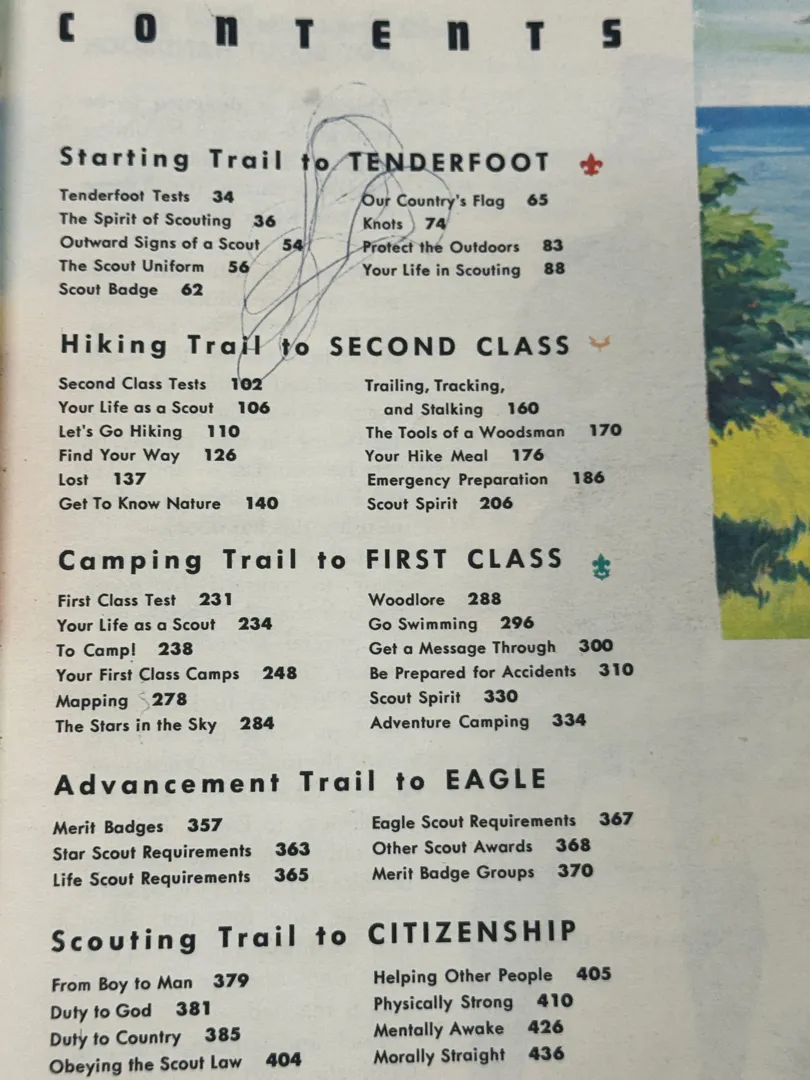 CONTENTS
Starting Trail to TENDERFOOT
Tenderfoot Tests 34
The Spirit of Scouting 36
Outward Signs of a Scout 54
The Scout Uniform 56
Scout Badge 62
Our Country's Flag 65
Knots 74
Protect the Outdoors 83
Your Life in Scouting 88
Hiking Trail to SECOND CLASS
Second Class Tests 102
Your Life as a Scout 106
Let's Go Hiking 110
Find Your Way 126
Lost 137
Get To Know Nature 140
Trailing, Tracking,
and Stalking 160
The Tools of a Woodsman 170
Your Hike Meal 176
Emergency Preparation 186
Scout Spirit 206
Camping Trail to FIRST CLASS
First Class Test 231
Your Life as a Scout 234
To Camp! 238
Your First Class Camps 248
Mapping 278
The Stars in the Sky 284
Woodlore 288
Go Swimming 296
Get a Message Through 300
Be Prepared for Accidents 310
Scout Spirit 330
Adventure Camping 334
Advancement Trail to EAGLE
Merit Badges 357
Star Scout Requirements 363
Life Scout Requirements 365
Eagle Scout Requirements 367
Other Scout Awards 368
Merit Badge Groups 370
Scouting Trail to CITIZENSHIP
From Boy to Man 379
Duty to God 381
Duty to Country 385
Obeying the Scout Law 404
Helping Other People 405
Physically Strong 410
Mentally Awake 426
Morally Straight 436